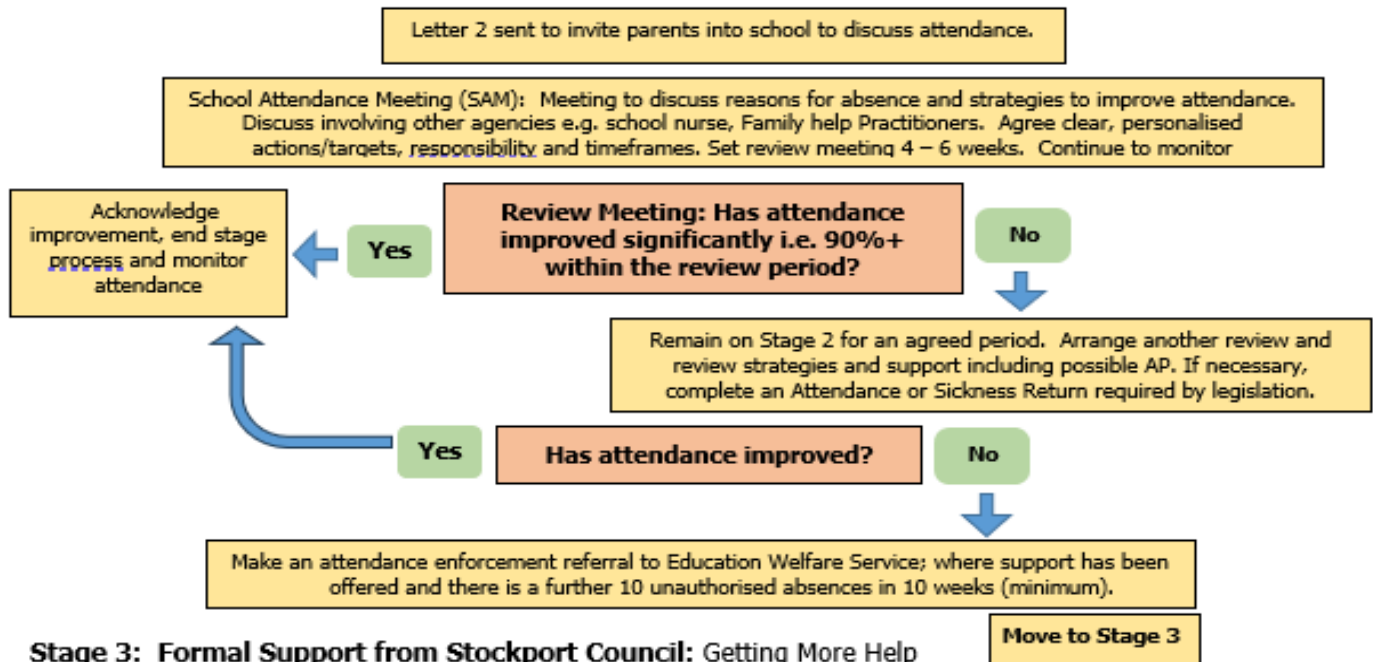 Letter 2 sent to invite parents into school to discuss attendance.
School Attendance Meeting (SAM):  Meeting to discuss reasons for absence and strategies to improve attendance.
Discuss involving other agencies e.g. school nurse, Family help Practitioners.  Agree clear, personalised
actions/targets, responsibility and timeframes. Set review meeting 4 – 6 weeks.  Continue to monitor
Acknowledge
improvement, end stage
process and monitor
attendance
Yes
Review Meeting: Has attendance
improved significantly i.e. 90%+
within the review period?
No
Remain on Stage 2 for an agreed period.  Arrange another review and
review strategies and support including possible AP. If necessary,
complete an Attendance or Sickness Return required by legislation.
Yes
Has attendance improved?
No
Make an attendance enforcement referral to Education Welfare Service; where support has been
offered and there is a further 10 unauthorised absences in 10 weeks (minimum).
Move to Stage 3
Stage 3:  Formal Support from Stockport Council: Getting More Help